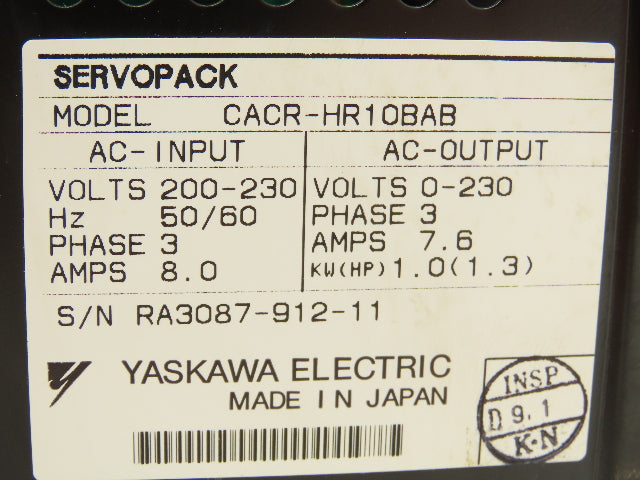 SERVOPACK
MODEL CACR-HR10BAB
AC-INPUT AC-OUTPUT
VOLTS 200-230 VOLTS 0-230
Hz 50/60 PHASE 3
PHASE 3 AMPS 7.6
AMPS 8.0 KW(HP) 1.0(1.3)
S/N RA3087-912-11
YASKAWA ELECTRIC
MADE IN JAPAN
INSP
D 9.1
K·N